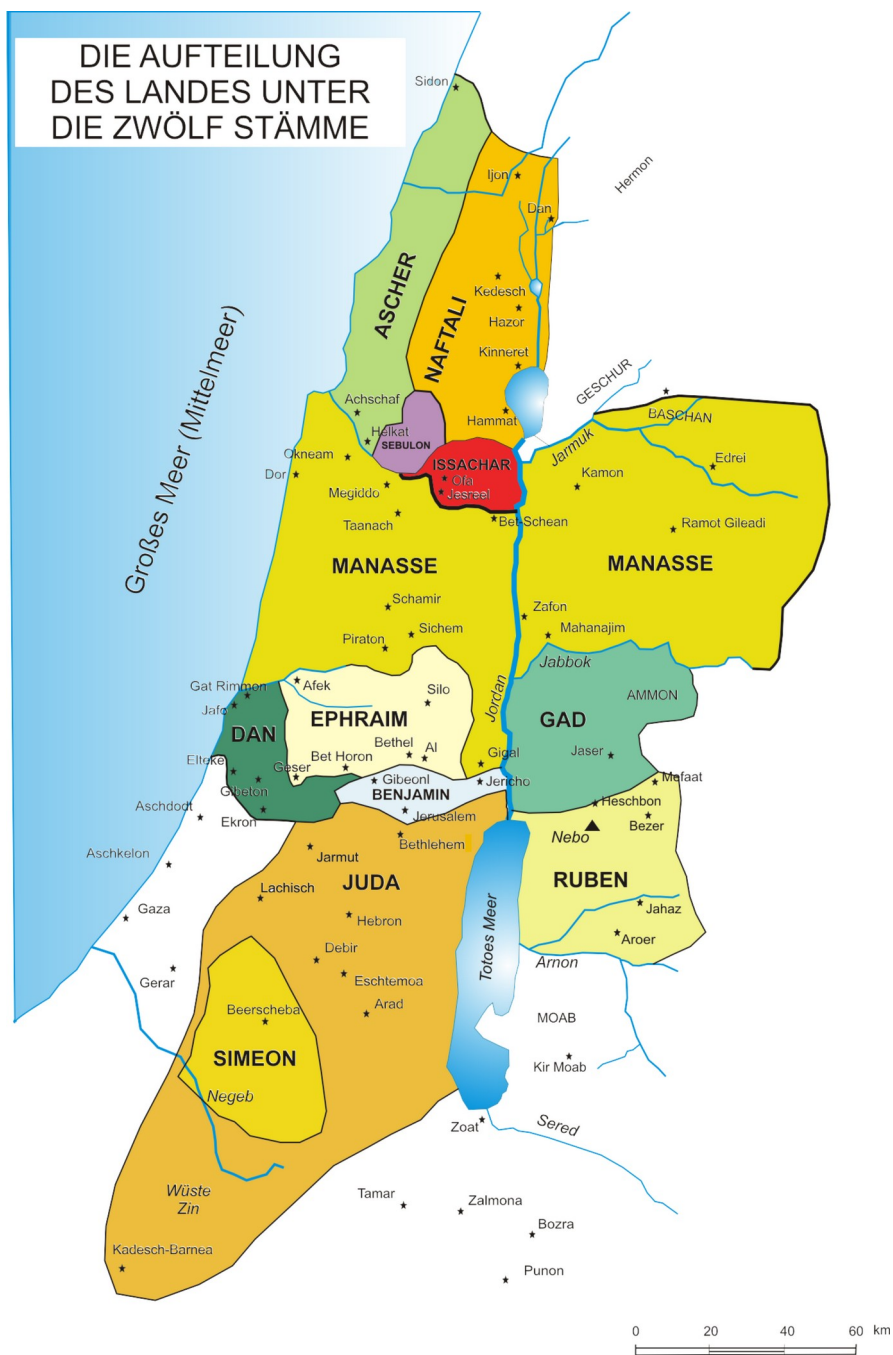 DIE AUFTEILUNG
DES LANDES UNTER
DIE ZWÖLF STÄMME
Sidon
Hermon
Ijon
Dan
ASCHER
NAFTALI
Kedesch
Hazor
Kinneret
Großes Meer (Mittelmeer)
GESCHUR
BASCHAN
Achschaf
Hammat
Helkat
SEBULON
Jarmuk
Okneam
ISSACHAR
Edrei
Dor
Ofa
Kamon
Megiddo
Jesreel
Taanach
Bet-Schean
Ramot Gileadi
MANASSE
MANASSE
Schamir
Zafon
Sichem
Mahanajim
Piraton
Jabbok
Gat Rimmon
Afek
Silo
AMMON
Jafo
EPHRAIM
Jordan
GAD
DAN
Bethel
Al
Gigal
Jaser
Elteke
Geser
Bet Horon
Gibeton
Gibeonl
Jericho
Mefaat
BENJAMIN
Heschbon
Aschdodt
Ekron
Jerusalem
Bezer
Bethlehem
Nebo
Aschkelon
Jarmut
JUDA
RUBEN
Lachisch
Gaza
Hebron
Jahaz
Totoes Meer
Aroer
Debir
Arnon
Gerar
Eschtemoa
Arad
Beerscheba
MOAB
SIMEON
Kir Moab
Negeb
Zoat
Sered
Wüste
Zin
Tamar
Zalmona
Bozra
Kadesch-Barnea
Punon
0 20 40 60 km